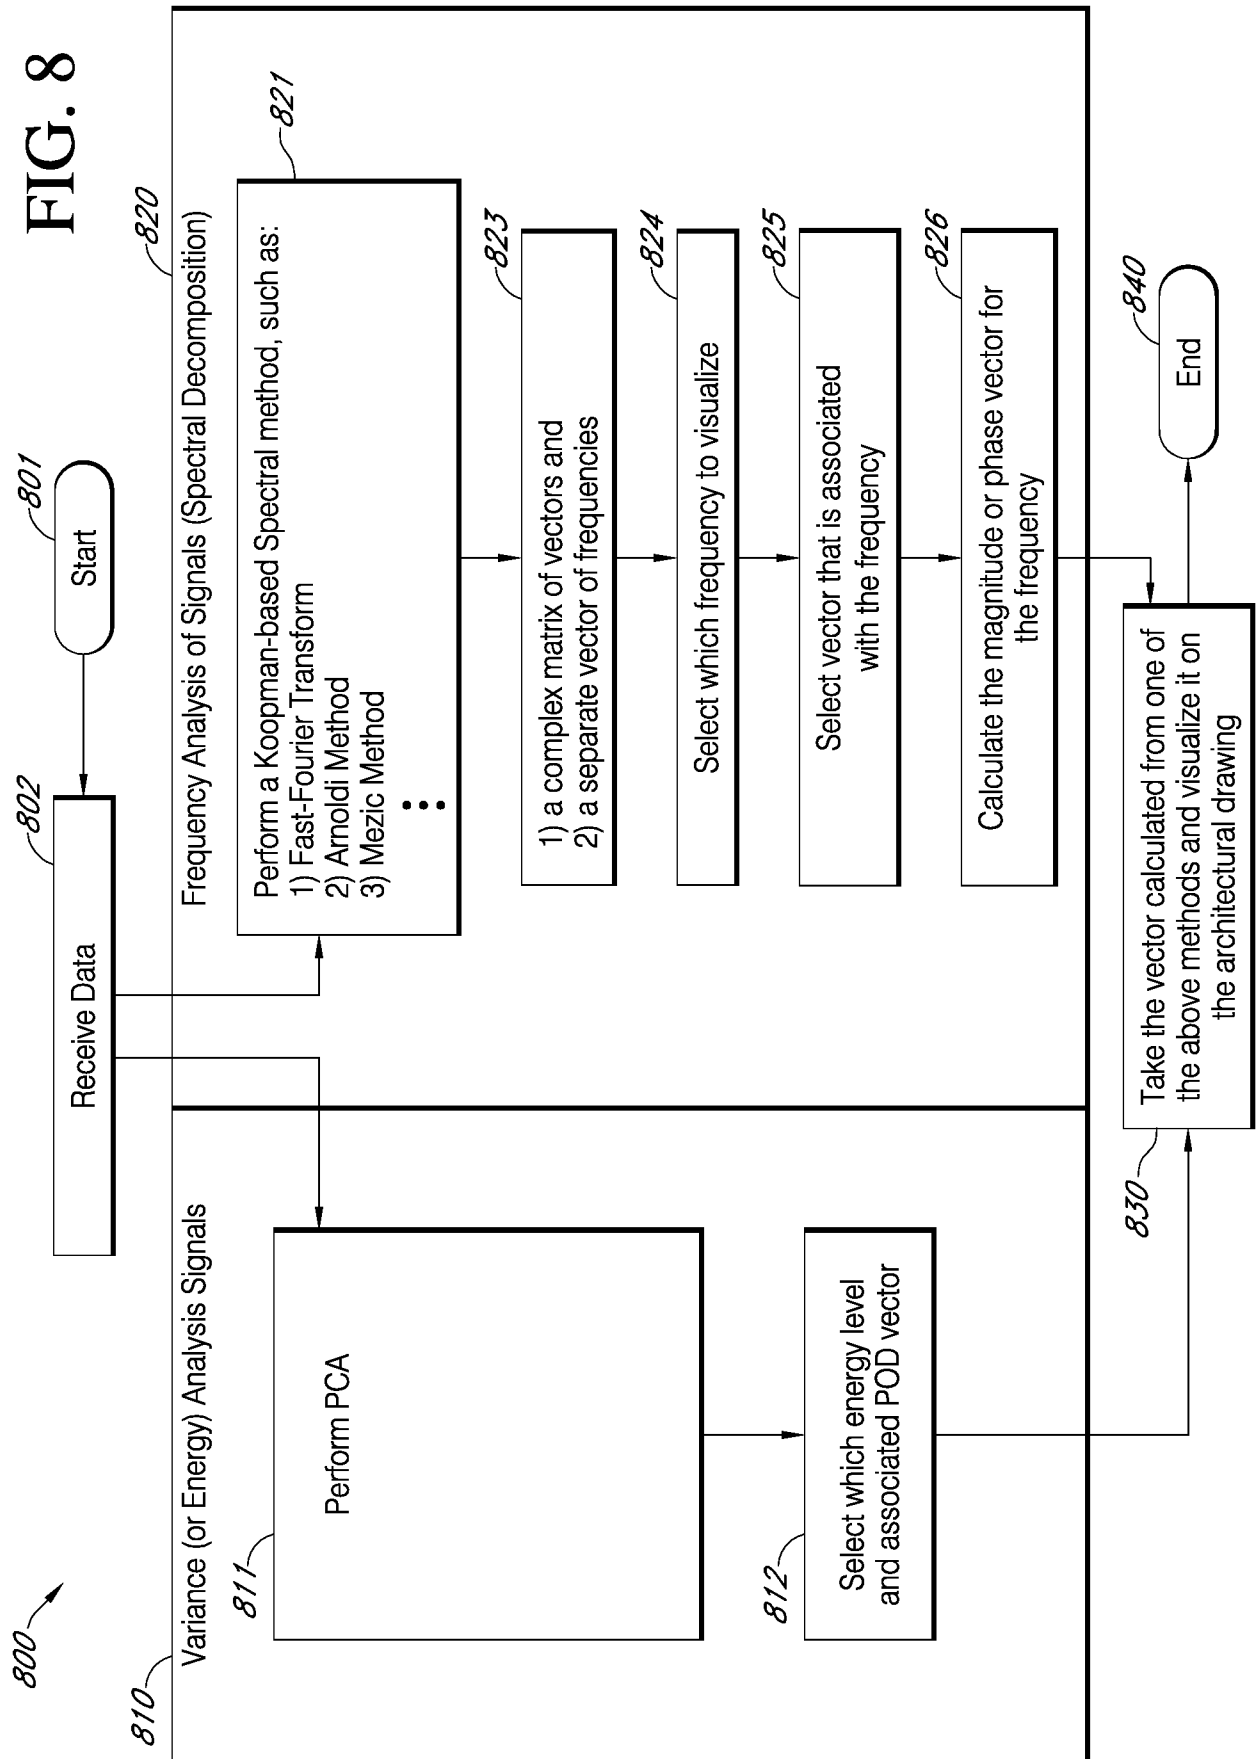 FIG. 8
800
801
Start
802
Receive Data
810
Variance (or Energy) Analysis Signals
811
Perform PCA
812
Select which energy level
and associated POD vector
820
Frequency Analysis of Signals (Spectral Decomposition)
821
Perform a Koopman-based Spectral method, such as:
1) Fast-Fourier Transform
2) Arnoldi Method
3) Mezic Method
823
1) a complex matrix of vectors and
2) a separate vector of frequencies
824
Select which frequency to visualize
825
Select vector that is associated
with the frequency
826
Calculate the magnitude or phase vector for
the frequency
830
Take the vector calculated from one of
the above methods and visualize it on
the architectural drawing
840
End